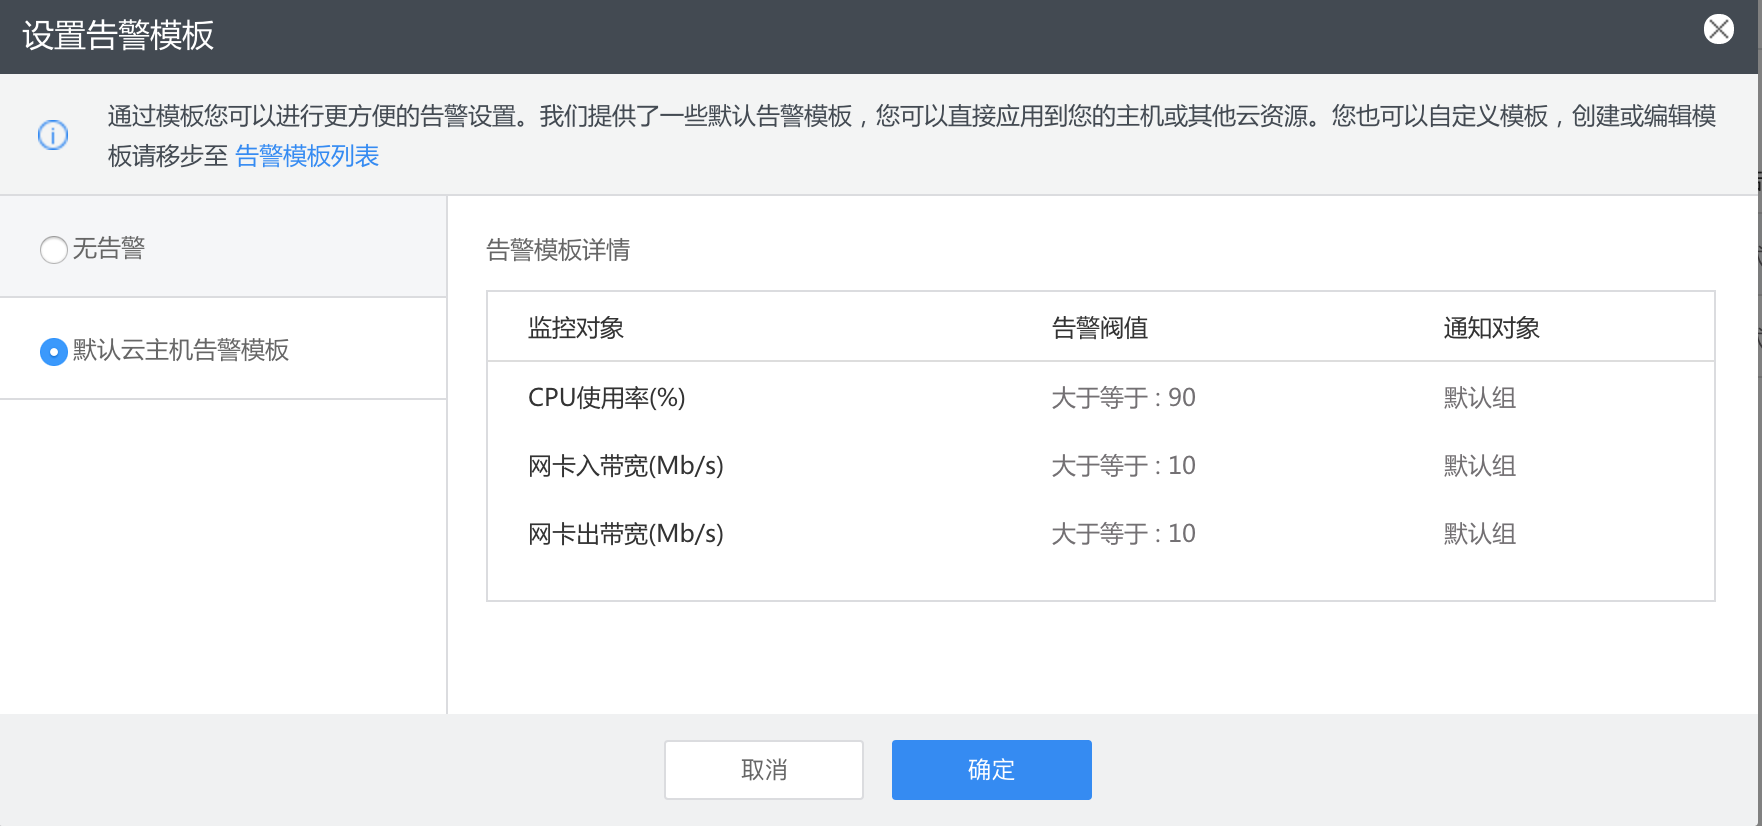 设置告警模板
通过模板您可以进行更方便的告警设置。我们提供了一些默认告警模板，您可以直接应用到您的主机或其他云资源。您也可以自定义模板，创建或编辑模
板请移步至 告警模板列表
无告警
默认云主机告警模板
告警模板详情
监控对象 告警阀值 通知对象
CPU使用率(%) 大于等于 : 90 默认组
网卡入带宽(Mb/s) 大于等于 : 10 默认组
网卡出带宽(Mb/s) 大于等于 : 10 默认组
取消 确定